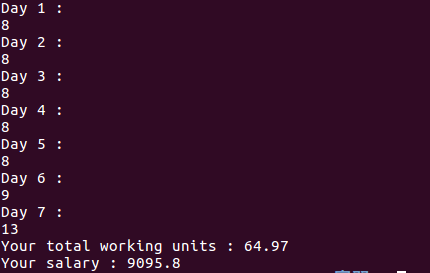 Day 1 :
8
Day 2 :
8
Day 3 :
8
Day 4 :
8
Day 5 :
8
Day 6 :
9
Day 7 :
13
Your total working units : 64.97
Your salary : 9095.8